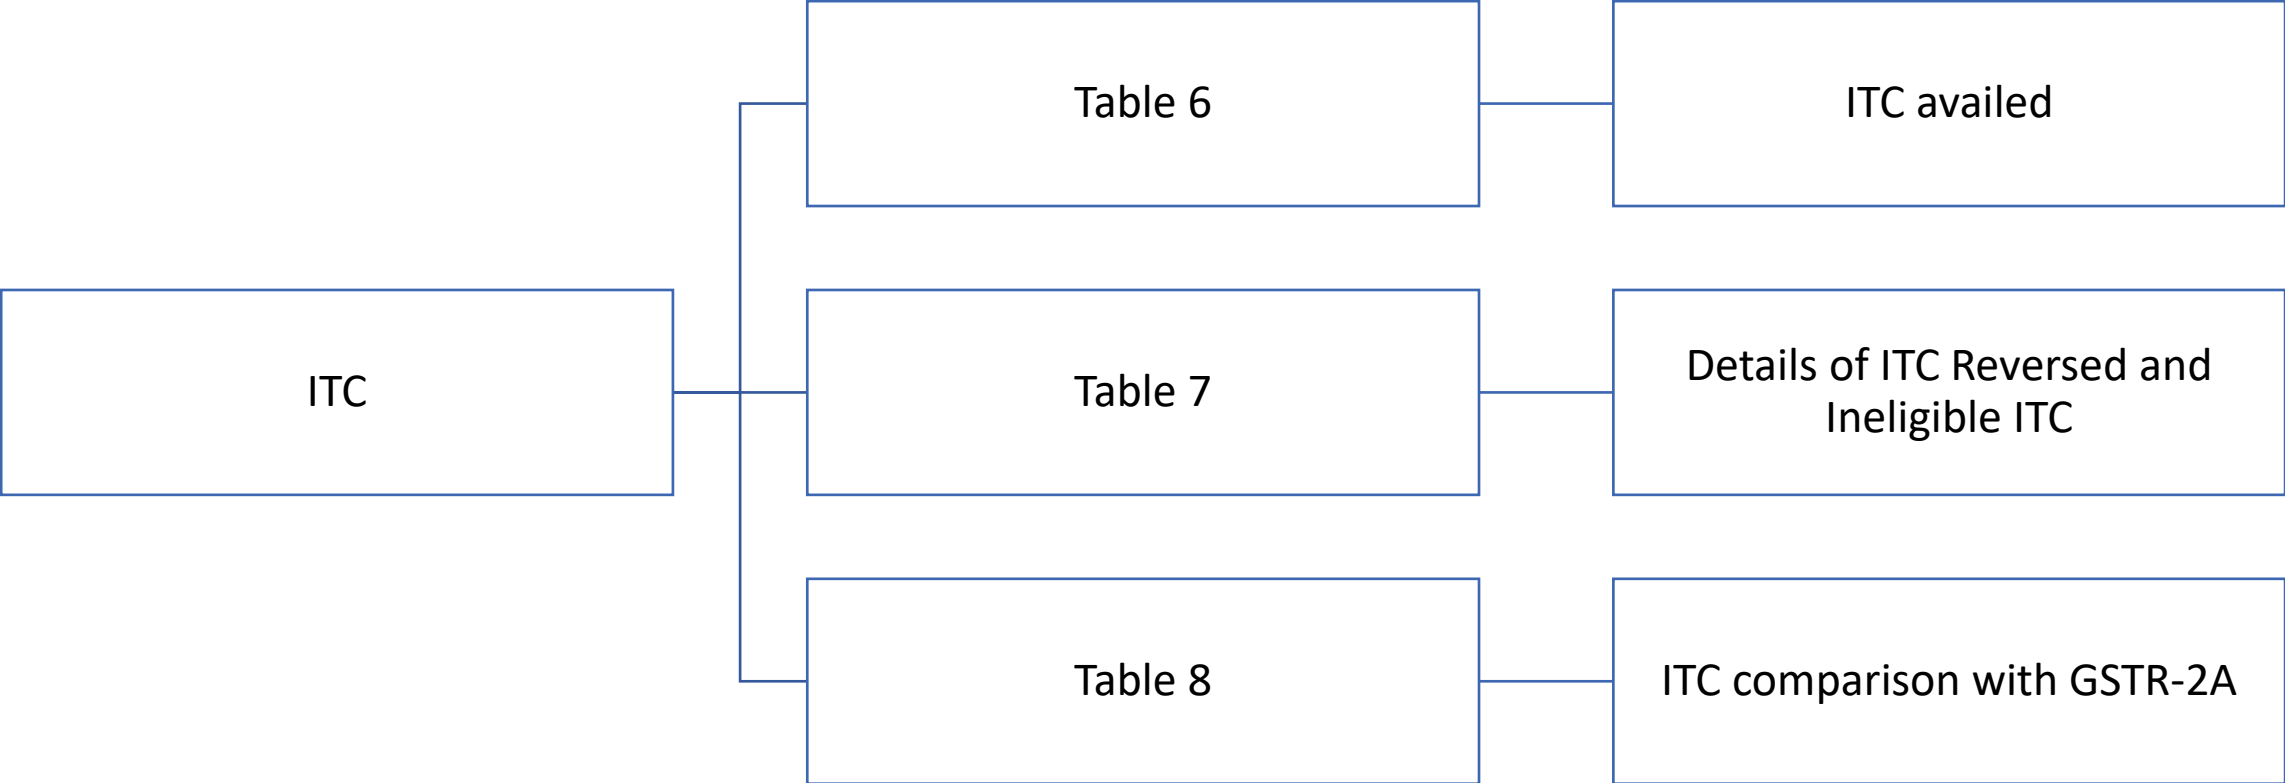 ITC
Table 6
ITC availed
Table 7
Details of ITC Reversed and
Ineligible ITC
Table 8
ITC comparison with GSTR-2A